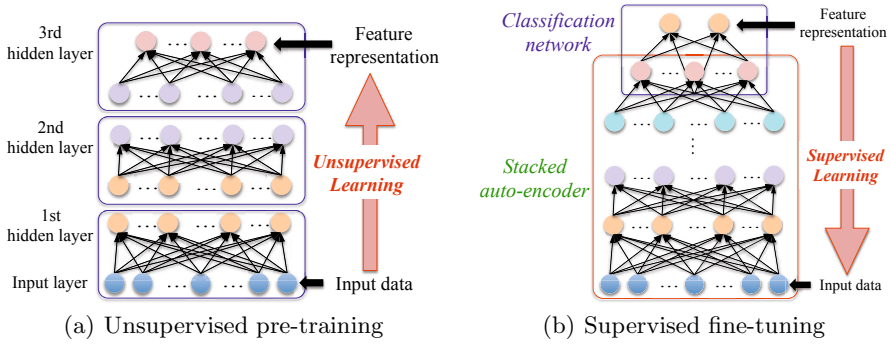 3rd
hidden layer
Feature
representation
2nd
hidden layer
Unsupervised
Learning
1st
hidden layer
Input layer
Input data
(a) Unsupervised pre-training
Classification
network
Feature
representation
Stacked
auto-encoder
Supervised
Learning
Input data
(b) Supervised fine-tuning